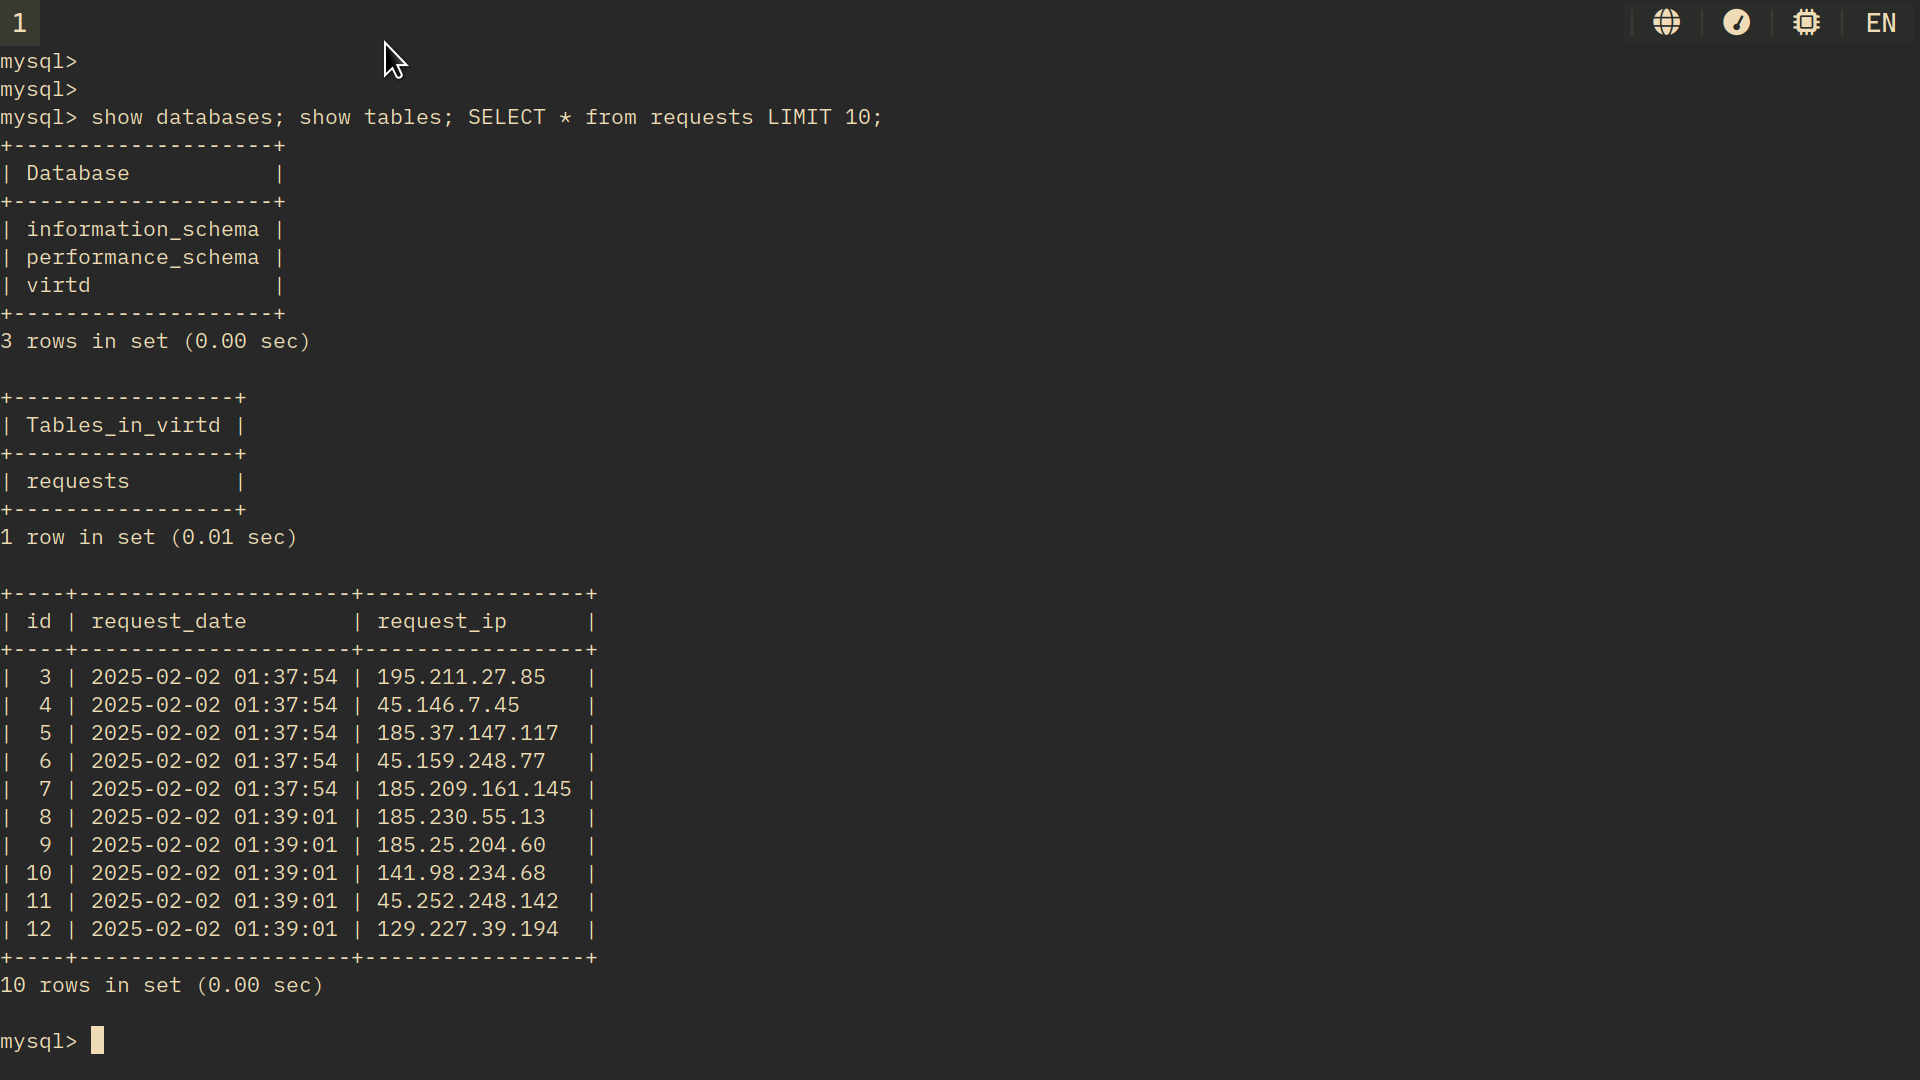 1 EN
mysql>
mysql>
mysql> show databases; show tables; SELECT * from requests LIMIT 10;
+--------------------+
| Database           |
+--------------------+
| information_schema |
| performance_schema |
| virtd              |
+--------------------+
3 rows in set (0.00 sec)

+-----------------+
| Tables_in_virtd |
+-----------------+
| requests        |
+-----------------+
1 row in set (0.01 sec)

+----+---------------------+-----------------+
| id | request_date        | request_ip      |
+----+---------------------+-----------------+
|  3 | 2025-02-02 01:37:54 | 195.211.27.85   |
|  4 | 2025-02-02 01:37:54 | 45.146.7.45     |
|  5 | 2025-02-02 01:37:54 | 185.37.147.117  |
|  6 | 2025-02-02 01:37:54 | 45.159.248.77   |
|  7 | 2025-02-02 01:37:54 | 185.209.161.145 |
|  8 | 2025-02-02 01:39:01 | 185.230.55.13   |
|  9 | 2025-02-02 01:39:01 | 185.25.204.60   |
| 10 | 2025-02-02 01:39:01 | 141.98.234.68   |
| 11 | 2025-02-02 01:39:01 | 45.252.248.142  |
| 12 | 2025-02-02 01:39:01 | 129.227.39.194  |
+----+---------------------+-----------------+
10 rows in set (0.00 sec)

mysql>